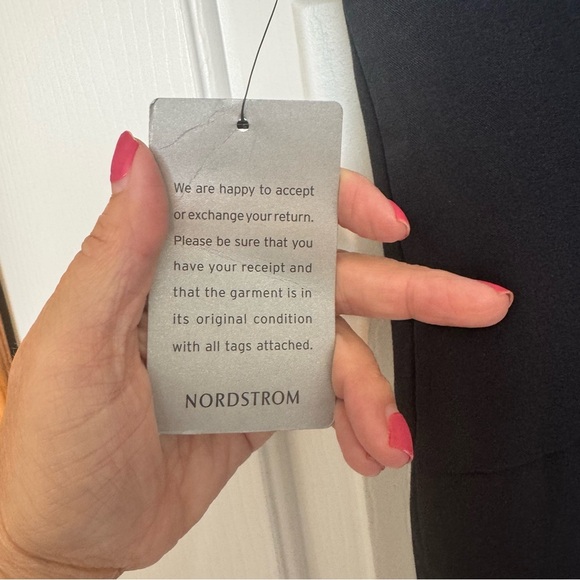 We are happy to accept
or exchange your return.
Please be sure that you
have your receipt and
that the garment is in
its original condition
with all tags attached.
NORDSTROM